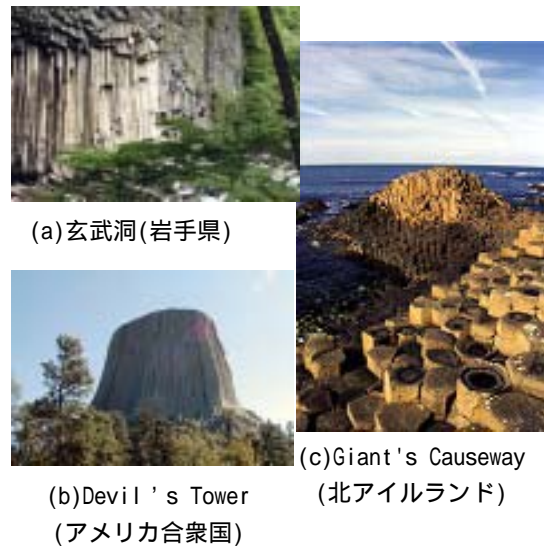 (a)玄武洞(岩手県)
(b)Devil's Tower
(アメリカ合衆国)
(c)Giant's Causeway
(北アイルランド)